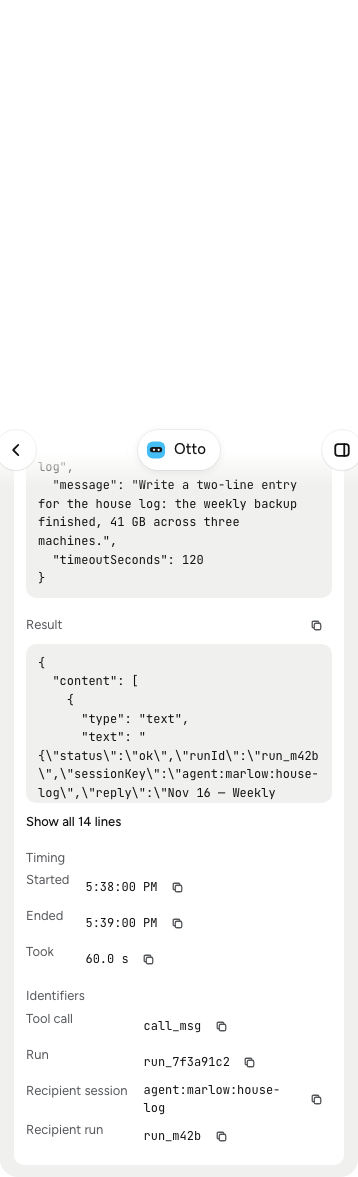 Otto
log",
"message": "Write a two-line entry
for the house log: the weekly backup
finished, 41 GB across three
machines.",
"timeoutSeconds": 120
}
Result
{
"content": [
{
"type": "text",
"text": "
{\"status\":\"ok\",\"runId\":\"run_m42b
\",\"sessionKey\":\"agent:marlow:house-
log\",\"reply\":\"Nov 16 — Weekly
Show all 14 lines
Timing
Started 5:38:00 PM
Ended 5:39:00 PM
Took 60.0 s
Identifiers
Tool call call_msg
Run run_7f3a91c2
Recipient session agent:marlow:house-
log
Recipient run run_m42b